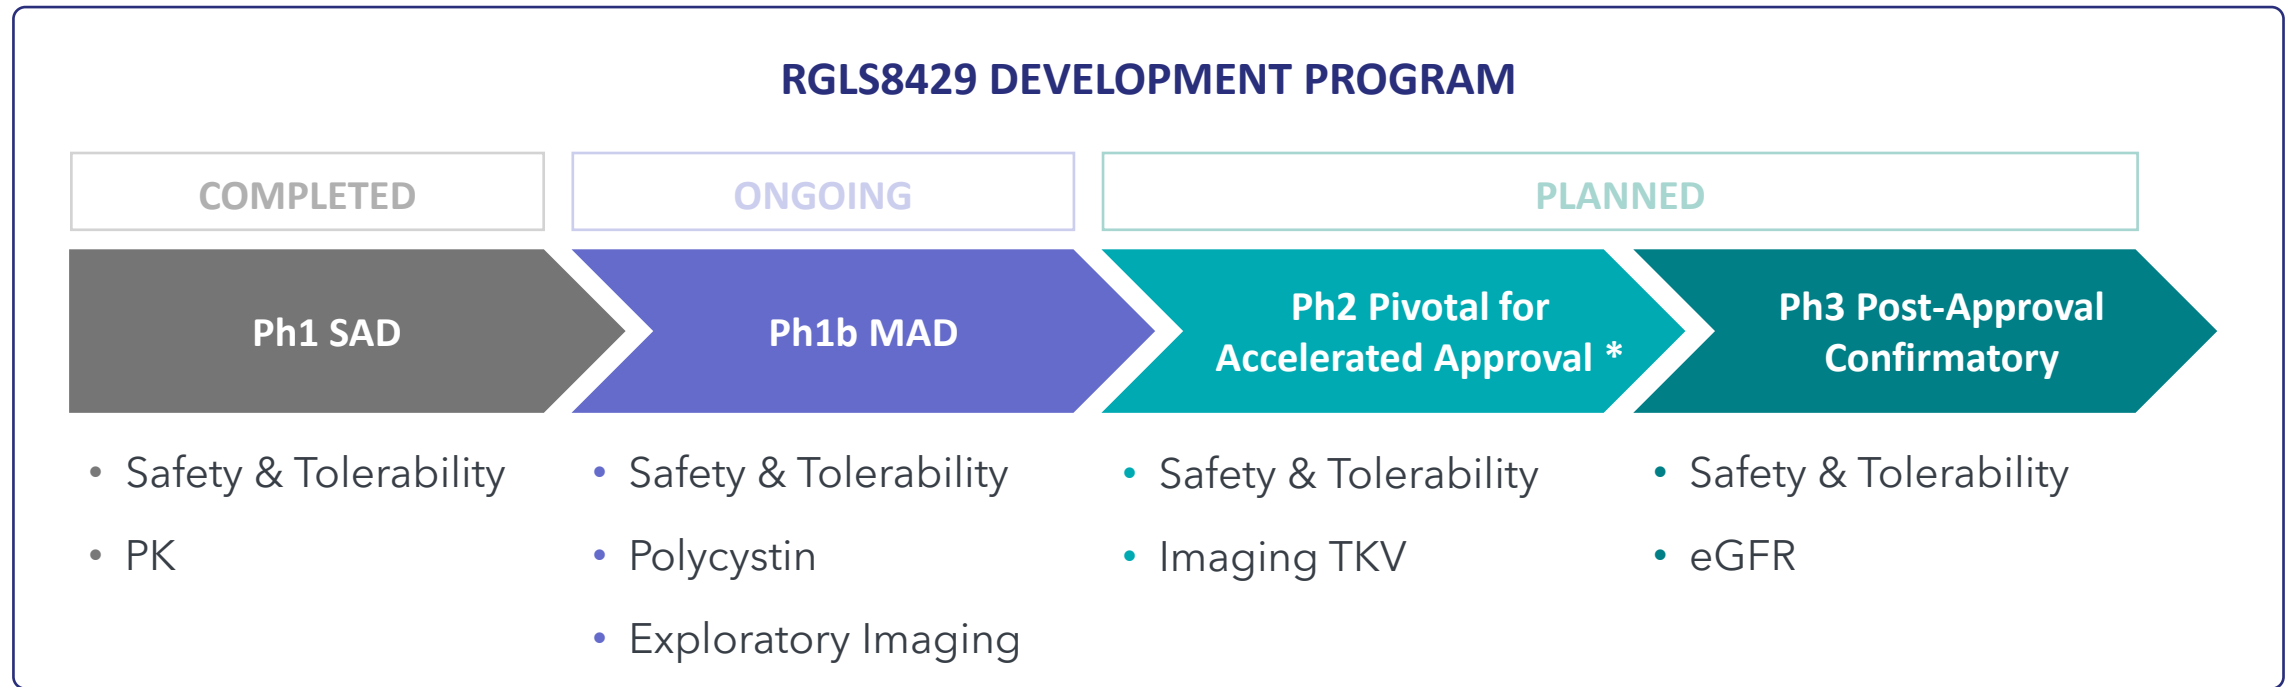 RGLS8429 DEVELOPMENT PROGRAM
COMPLETED
ONGOING
PLANNED
Ph1 SAD
Ph1b MAD
Ph2 Pivotal for
Accelerated Approval *
Ph3 Post-Approval
Confirmatory
• Safety & Tolerability
• PK
• Safety & Tolerability
• Polycystin
• Exploratory Imaging
• Safety & Tolerability
• Imaging TKV
• Safety & Tolerability
• eGFR